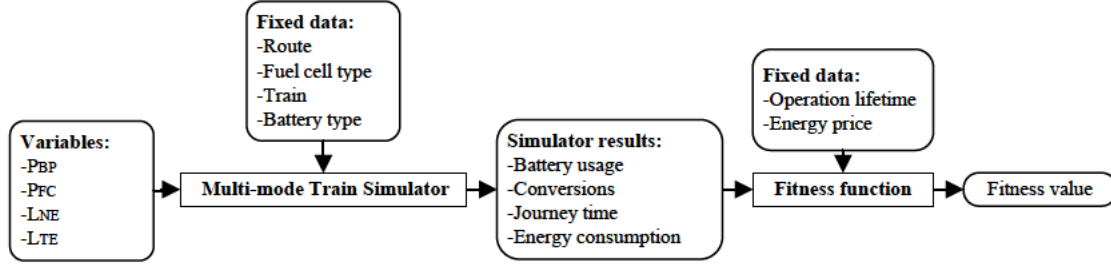 Fixed data:
-Route
-Fuel cell type
-Train
-Battery type
Fixed data:
-Operation lifetime
-Energy price
Variables:
-PBP
-PFC
-LNE
-LTE
Multi-mode Train Simulator
Simulator results:
-Battery usage
-Conversions
-Journey time
-Energy consumption
Fitness function
Fitness value